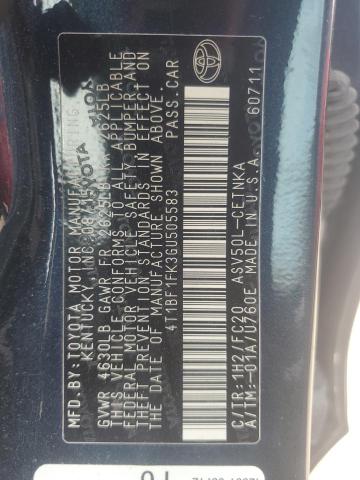 MFD. BY: TOYOTA MOTOR MANUFACTURING,
KENTUCKY, INC. 08/15
GVWR 4630LB GAWR FR 2625LB RR 2625LB
THIS VEHICLE CONFORMS TO ALL APPLICABLE
FEDERAL MOTOR VEHICLE SAFETY, BUMPER, AND
THEFT PREVENTION STANDARDS IN EFFECT ON
THE DATE OF MANUFACTURE SHOWN ABOVE.
4T1BF1FK3GU505583 PASS. CAR
C/TR: 1H2/FC20 ASV50L-CETNKA
A/TM: -01A/U760E MADE IN U.S.A. 60711